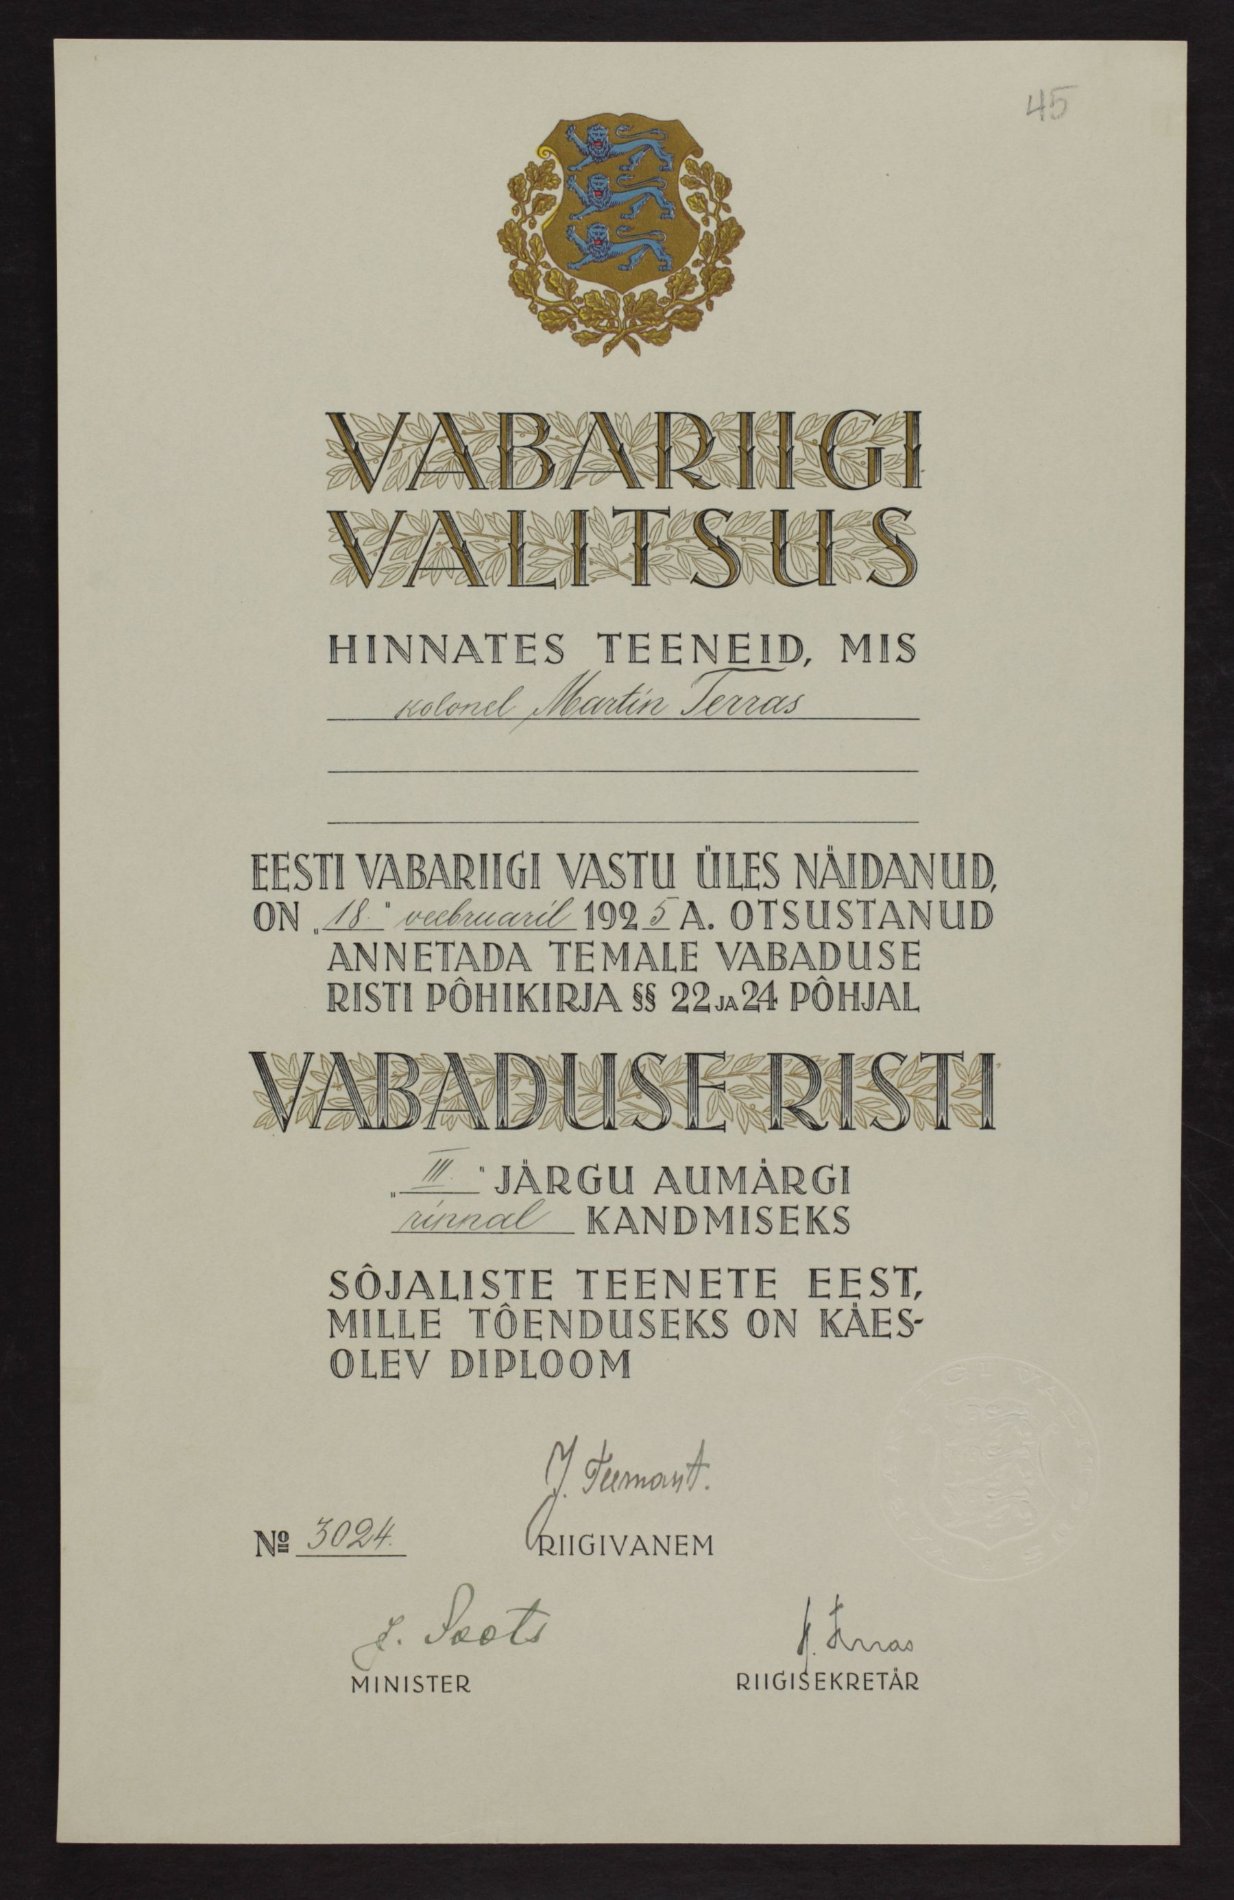 45
VABARIIGI
VALITSUS
HINNATES TEENEID, MIS
kolonel Martin Terras
EESTI VABARIIGI VASTU ÜLES NÄIDANUD,
ON „18." veebruaril 1925 A. OTSUSTANUD
ANNETADA TEMALE VABADUSE
RISTI PÕHIKIRJA §§ 22 JA 24 PÕHJAL
VABADUSE RISTI
„III." JÄRGU AUMÄRGI
rinnal KANDMISEKS
SÕJALISTE TEENETE EEST,
MILLE TÕENDUSEKS ON KÄES-
OLEV DIPLOOM
J. Teemant.
№ 3024.
RIIGIVANEM
J. Soots
MINISTER
K. Terras
RIIGISEKRETÄR